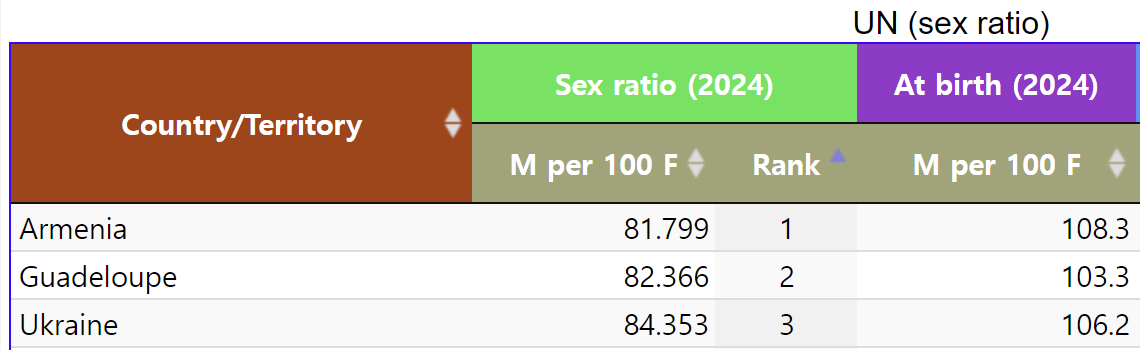 UN (sex ratio)
Country/Territory Sex ratio (2024) At birth (2024)
M per 100 F Rank M per 100 F
Armenia 81.799 1 108.3
Guadeloupe 82.366 2 103.3
Ukraine 84.353 3 106.2